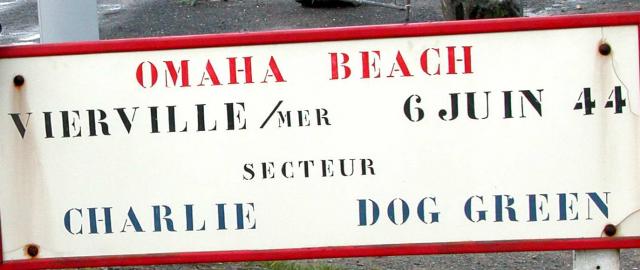 OMAHA BEACH
VIERVILLE /MER 6 JUIN 44
SECTEUR
CHARLIE DOG GREEN